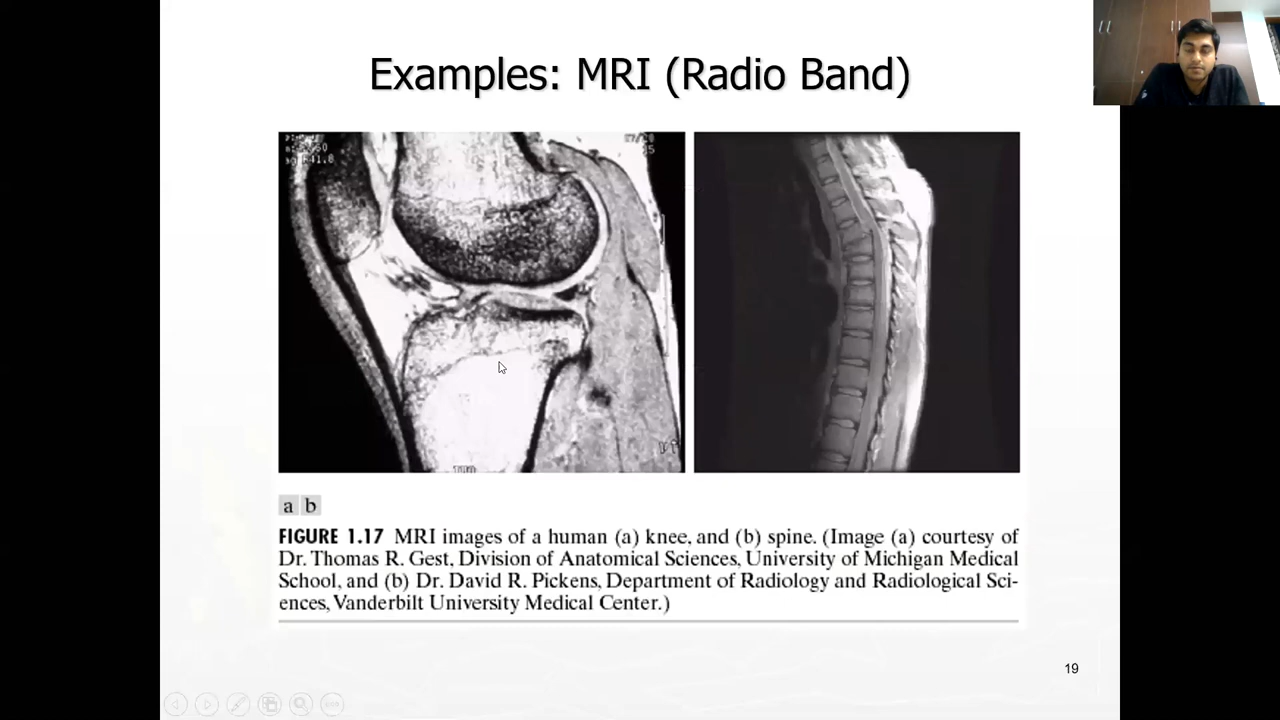 Examples: MRI (Radio Band)
a b
FIGURE 1.17 MRI images of a human (a) knee, and (b) spine. (Image (a) courtesy of
Dr. Thomas R. Gest, Division of Anatomical Sciences, University of Michigan Medical
School, and (b) Dr. David R. Pickens, Department of Radiology and Radiological Sci-
ences, Vanderbilt University Medical Center.)
19